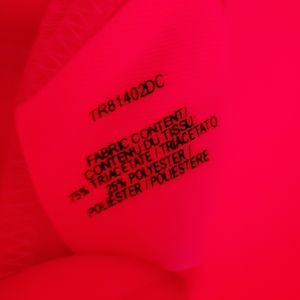 TR81402DC
FABRIC CONTENT/
CONTENU DU TISSU:
75% TRIACETATE / TRIACETATO
25% POLYESTER /
POLIESTER / POLIESTERE